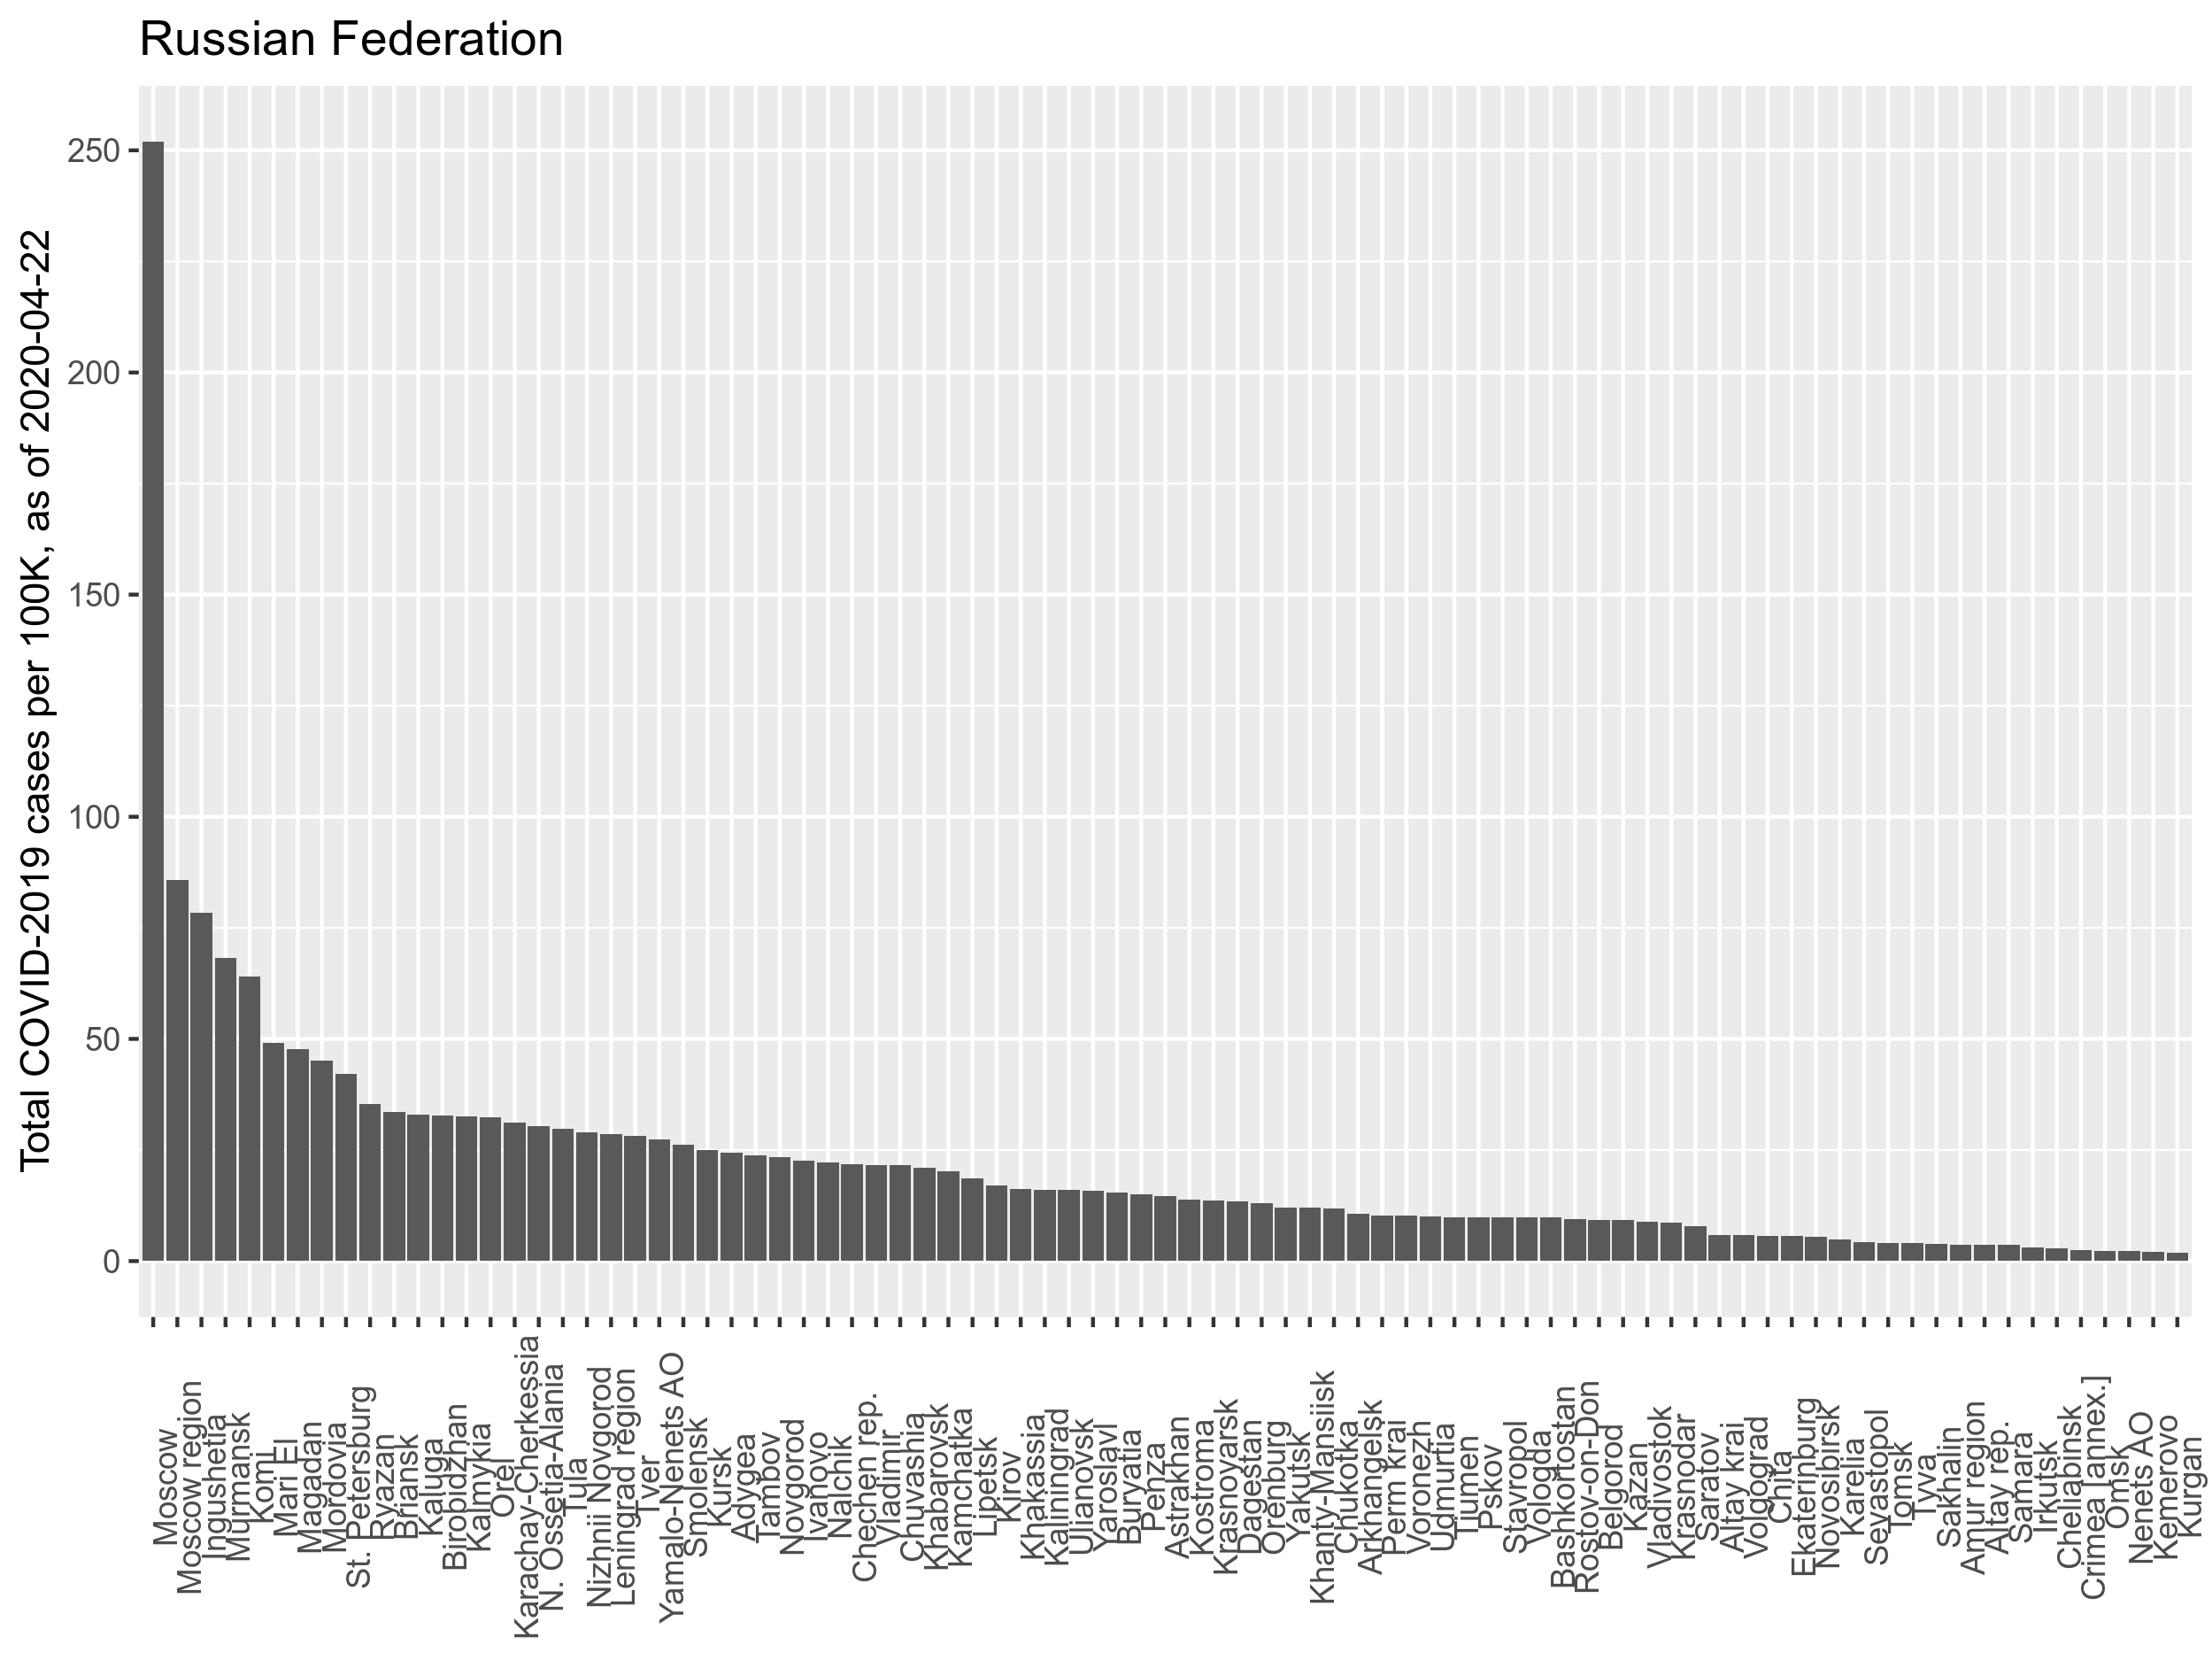 Russian Federation
Total COVID-2019 cases per 100K, as of 2020-04-22
250
200
150
100
50
0
Moscow
Moscow region
Ingushetia
Murmansk
Komi
Mari El
Magadan
Mordovia
St. Petersburg
Ryazan
Briansk
Kaluga
Birobidzhan
Kalmykia
Orel
Karachay-Cherkessia
N. Ossetia-Alania
Tula
Nizhnii Novgorod
Leningrad region
Tver
Yamalo-Nenets AO
Smolensk
Kursk
Adygea
Tambov
Novgorod
Ivanovo
Nalchik
Chechen rep.
Vladimir
Chuvashia
Khabarovsk
Kamchatka
Lipetsk
Kirov
Khakassia
Kaliningrad
Ulianovsk
Yaroslavl
Buryatia
Penza
Astrakhan
Kostroma
Krasnoyarsk
Dagestan
Orenburg
Yakutsk
Khanty-Mansiisk
Chukotka
Arkhangelsk
Perm krai
Voronezh
Udmurtia
Tiumen
Pskov
Stavropol
Vologda
Bashkortostan
Rostov-on-Don
Belgorod
Kazan
Vladivostok
Krasnodar
Saratov
Altay krai
Volgograd
Chita
Ekaterinburg
Novosibirsk
Karelia
Sevastopol
Tomsk
Tyva
Sakhalin
Amur region
Altay rep.
Samara
Irkutsk
Cheliabinsk
Crimea [annex.]
Omsk
Nenets AO
Kemerovo
Kurgan